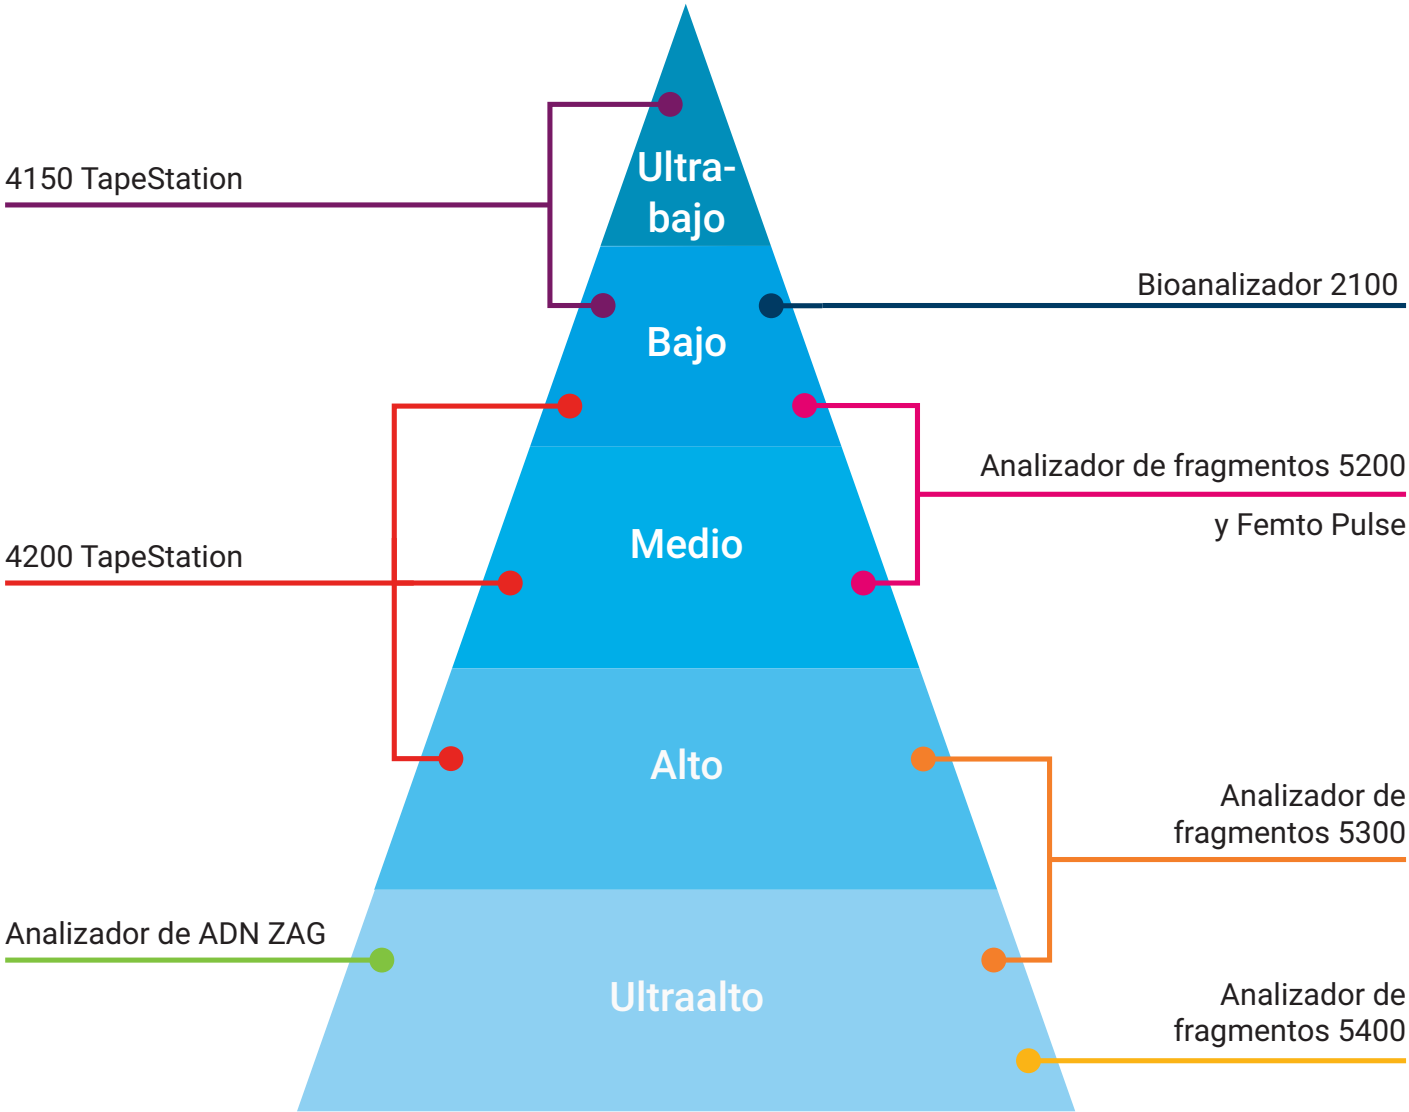 Ultra-
bajo
4150 TapeStation
Bioanalizador 2100
Bajo
Analizador de fragmentos 5200
y Femto Pulse
Medio
4200 TapeStation
Alto
Analizador de
fragmentos 5300
Analizador de ADN ZAG
Ultraalto
Analizador de
fragmentos 5400